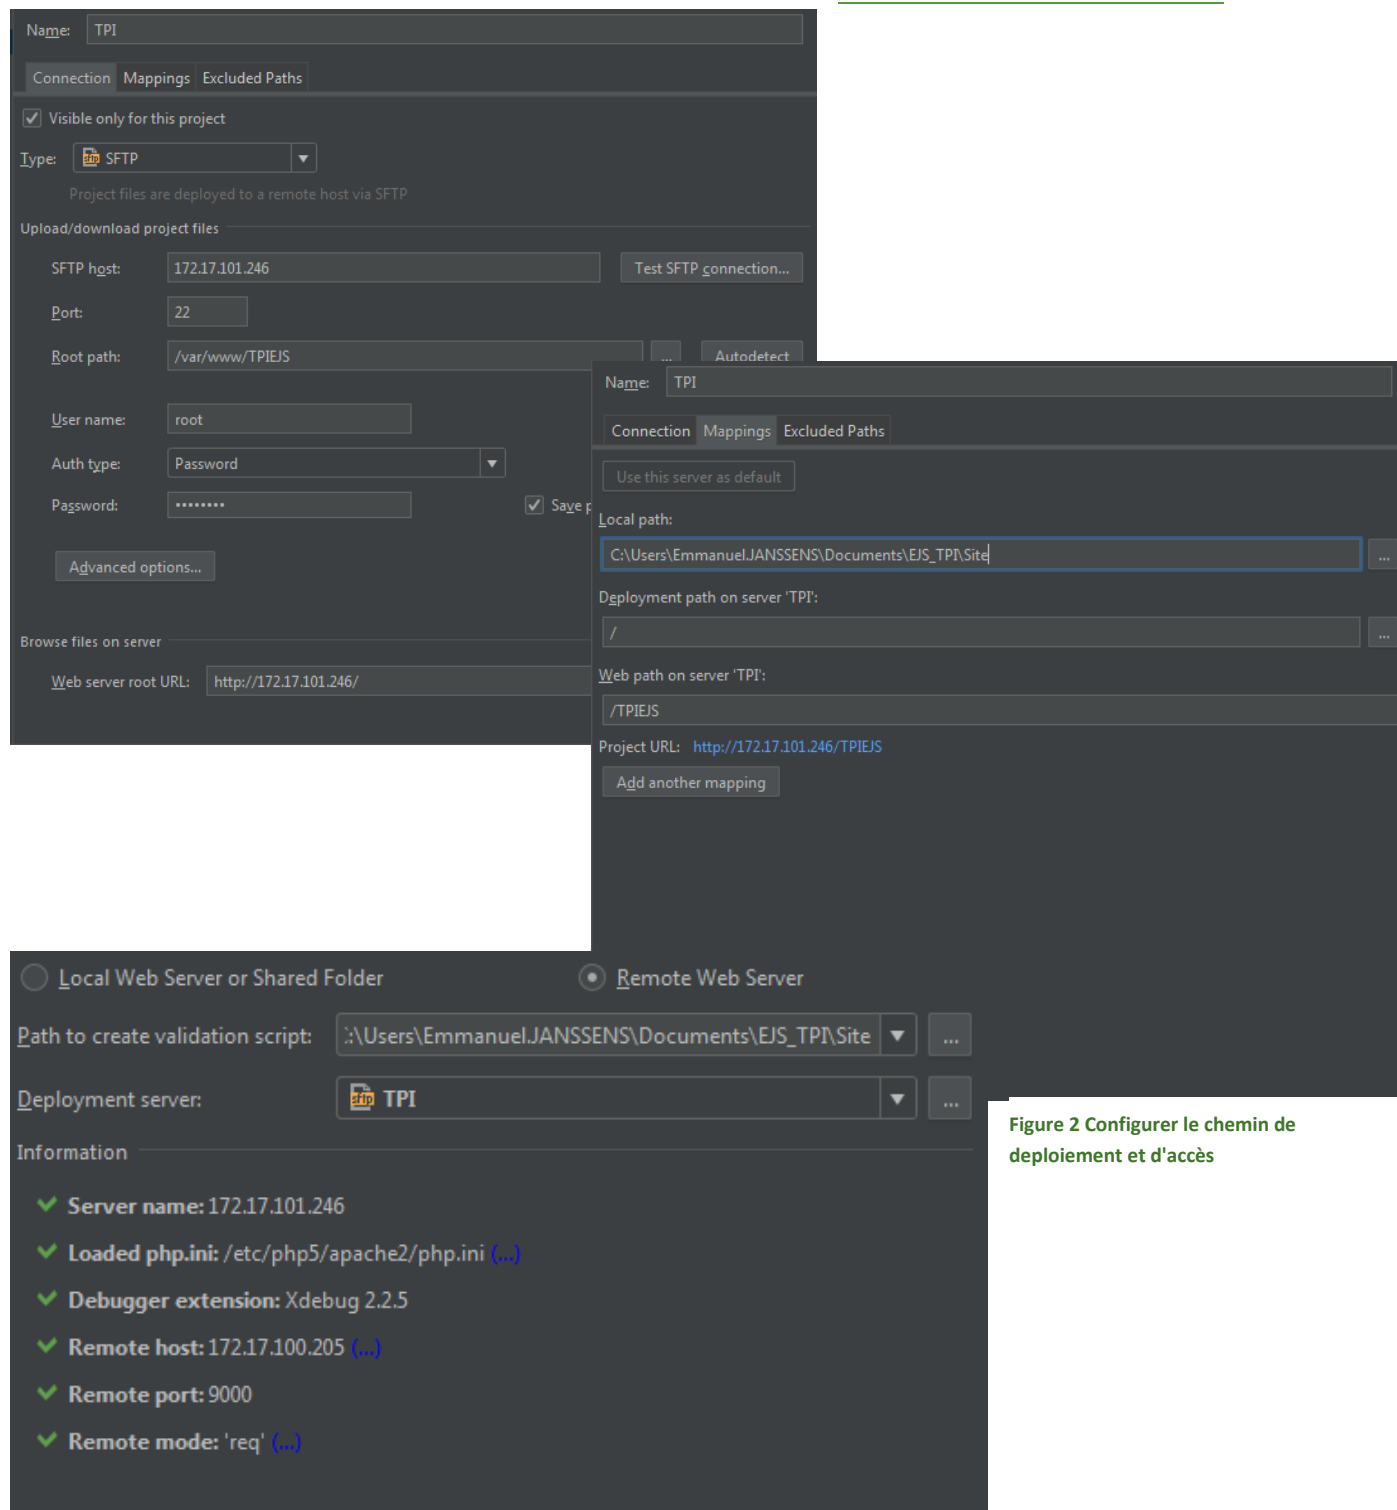 Name: TPI
Connection Mappings Excluded Paths
Visible only for this project
Type: SFTP
Project files are deployed to a remote host via SFTP
Upload/download project files
SFTP host: 172.17.101.246 Test SFTP connection...
Port: 22
Root path: /var/www/TPIEJS ... Autodetect
User name: root
Auth type: Password
Password: •••••••• Save
Advanced options...
Browse files on server
Web server root URL: http://172.17.101.246/
Name: TPI
Connection Mappings Excluded Paths
Use this server as default
Local path:
C:\Users\Emmanuel.JANSSENS\Documents\EJS_TPI\Site ...
Deployment path on server 'TPI':
/ ...
Web path on server 'TPI':
/TPIEJS
Project URL: http://172.17.101.246/TPIEJS
Add another mapping
Local Web Server or Shared Folder Remote Web Server
Path to create validation script: :\Users\Emmanuel.JANSSENS\Documents\EJS_TPI\Site ...
Deployment server: TPI ...
Information
Server name: 172.17.101.246
Loaded php.ini: /etc/php5/apache2/php.ini (...)
Debugger extension: Xdebug 2.2.5
Remote host: 172.17.100.205 (...)
Remote port: 9000
Remote mode: 'req' (...)
Figure 2 Configurer le chemin de
deploiement et d'accès